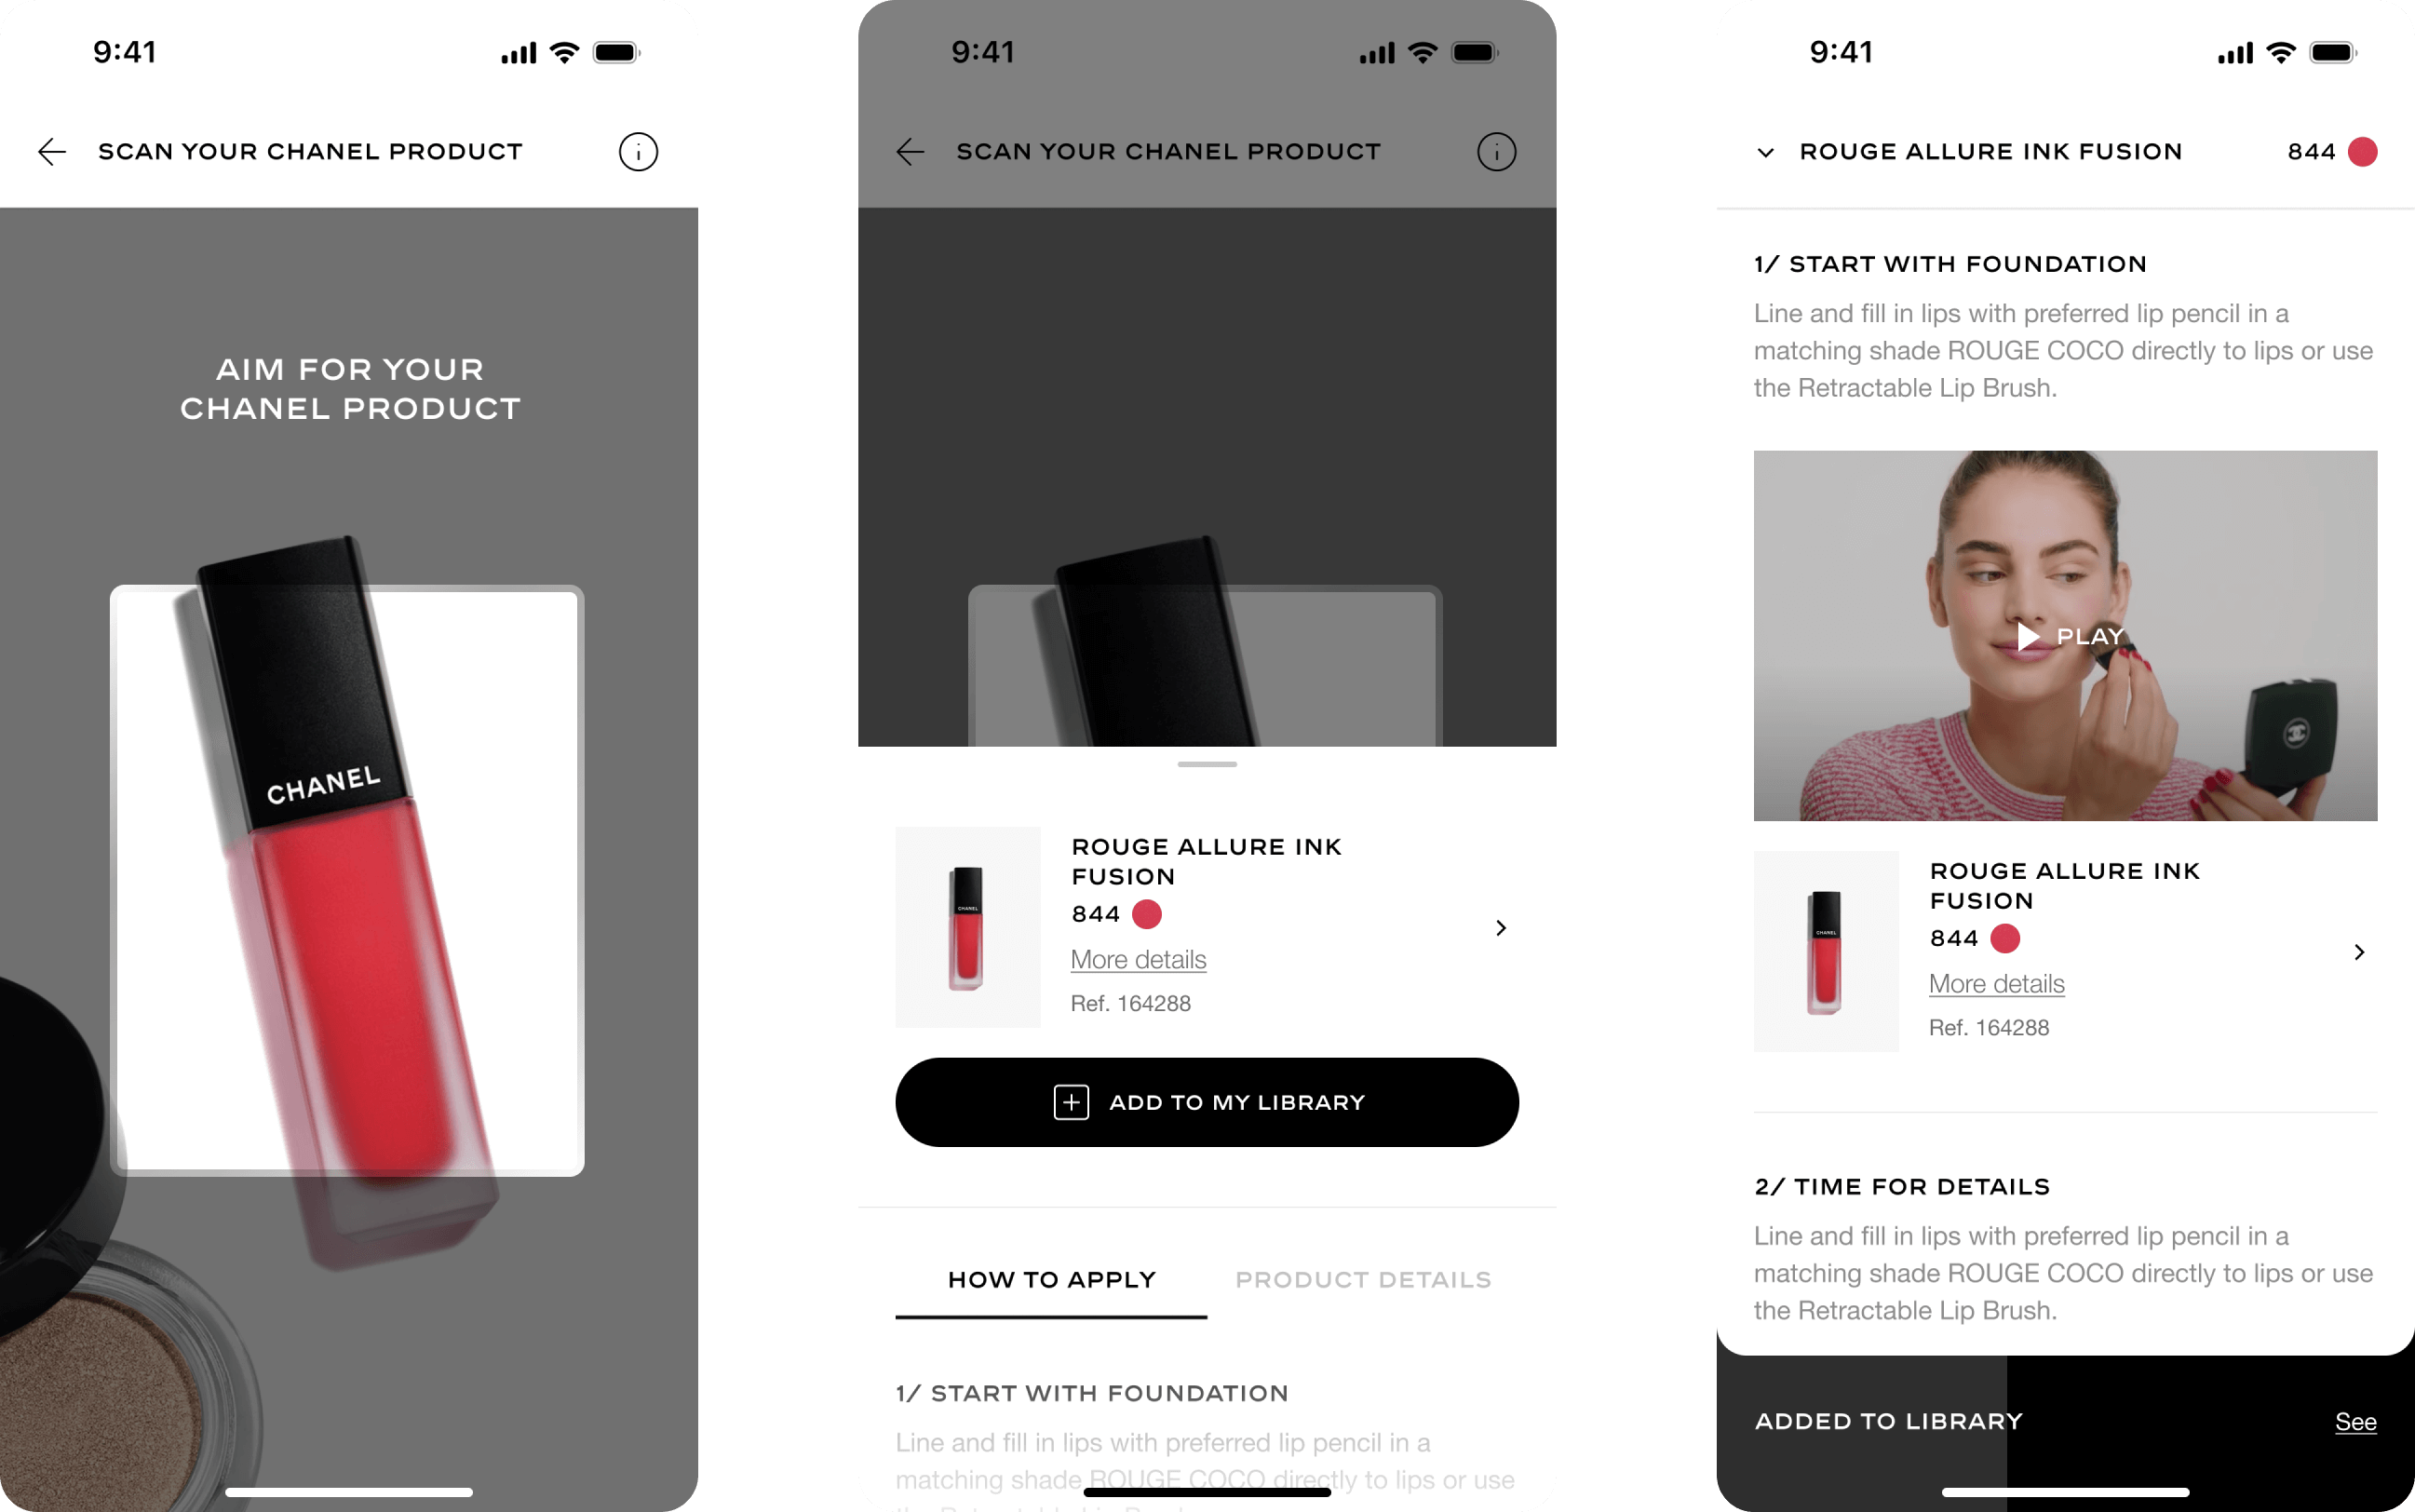 9:41
SCAN YOUR CHANEL PRODUCT
AIM FOR YOUR
CHANEL PRODUCT
CHANEL
9:41
SCAN YOUR CHANEL PRODUCT
CHANEL
ROUGE ALLURE INK
FUSION
844
More details
Ref. 164288
ADD TO MY LIBRARY
HOW TO APPLY
PRODUCT DETAILS
1/ START WITH FOUNDATION
Line and fill in lips with preferred lip pencil in a
matching shade ROUGE COCO directly to lips or use
9:41
ROUGE ALLURE INK FUSION
844
1/ START WITH FOUNDATION
Line and fill in lips with preferred lip pencil in a
matching shade ROUGE COCO directly to lips or use
the Retractable Lip Brush.
PLAY
CHANEL
ROUGE ALLURE INK
FUSION
844
More details
Ref. 164288
2/ TIME FOR DETAILS
Line and fill in lips with preferred lip pencil in a
matching shade ROUGE COCO directly to lips or use
the Retractable Lip Brush.
ADDED TO LIBRARY
See